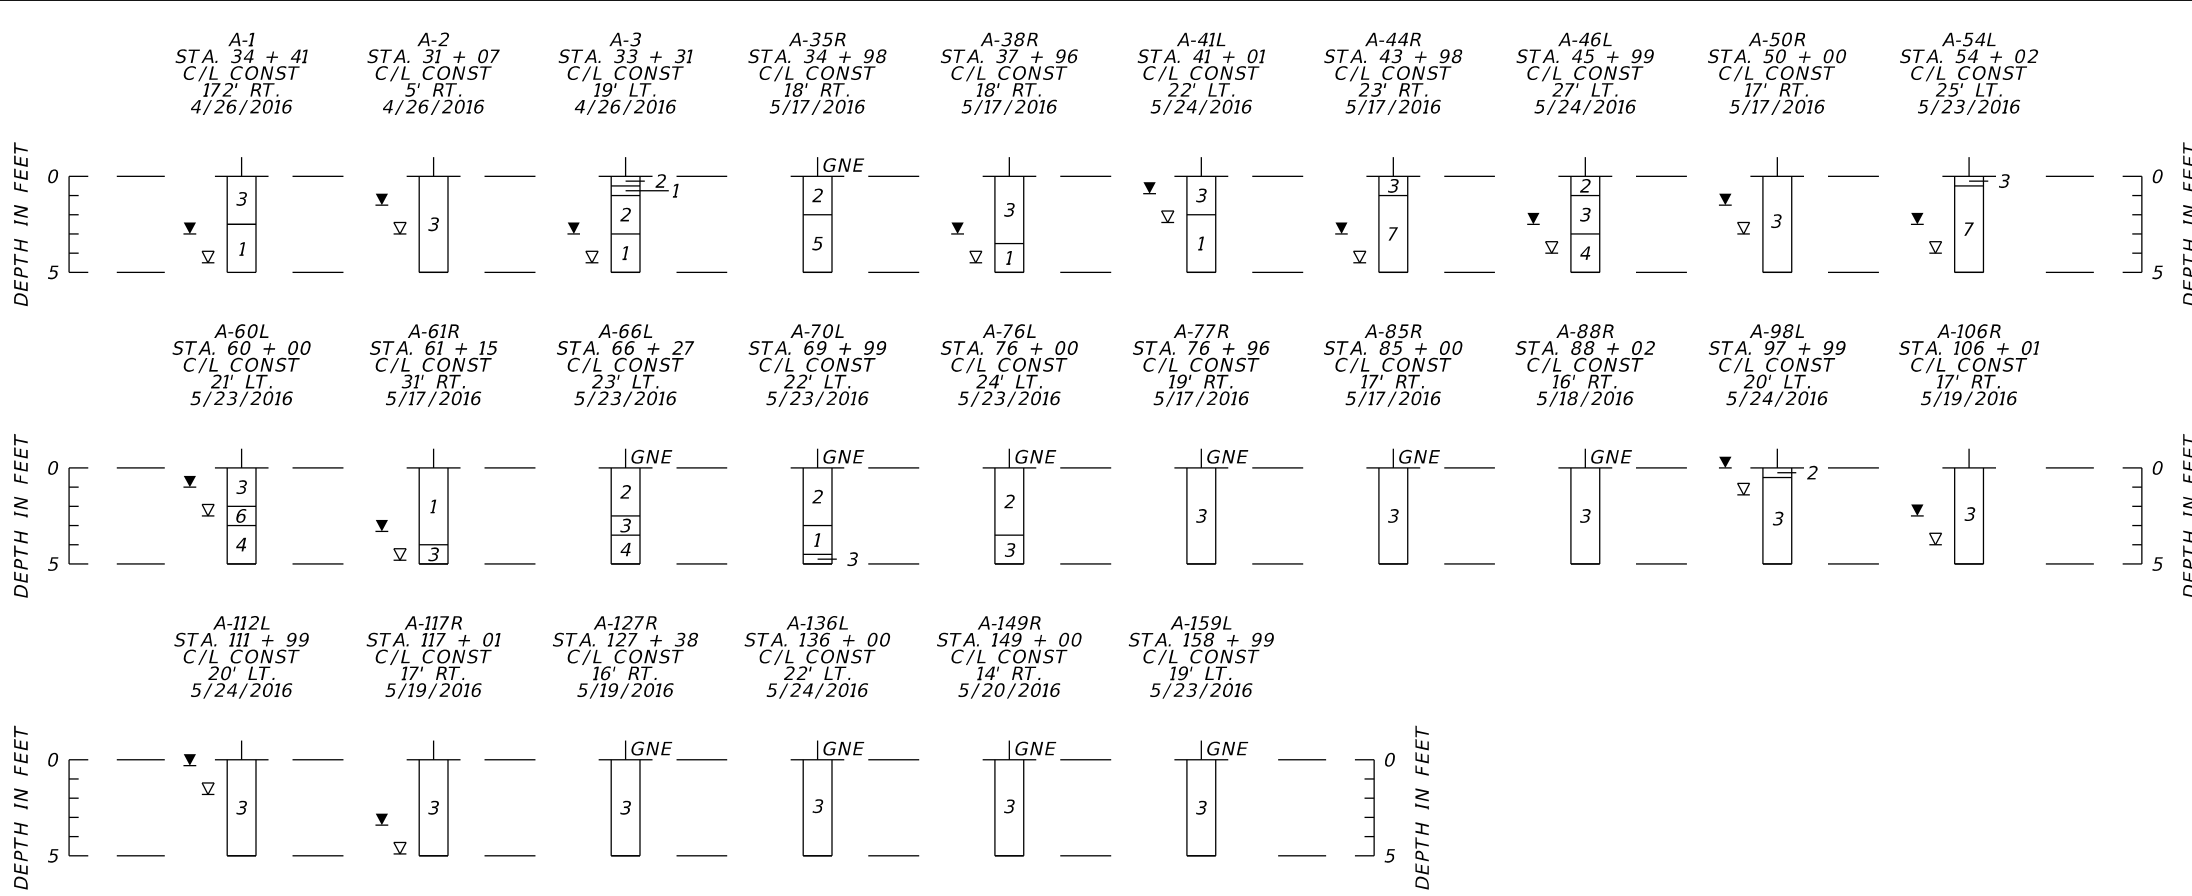 A-1
STA. 34 + 41
C/L CONST
172' RT.
4/26/2016
A-2
STA. 31 + 07
C/L CONST
5' RT.
4/26/2016
A-3
STA. 33 + 31
C/L CONST
19' LT.
4/26/2016
A-35R
STA. 34 + 98
C/L CONST
18' RT.
5/17/2016
A-38R
STA. 37 + 96
C/L CONST
18' RT.
5/17/2016
A-41L
STA. 41 + 01
C/L CONST
22' LT.
5/24/2016
A-44R
STA. 43 + 98
C/L CONST
23' RT.
5/17/2016
A-46L
STA. 45 + 99
C/L CONST
27' LT.
5/24/2016
A-50R
STA. 50 + 00
C/L CONST
17' RT.
5/17/2016
A-54L
STA. 54 + 02
C/L CONST
25' LT.
5/23/2016
DEPTH IN FEET
0
5
3
1
3
2
1
2
1
GNE
2
5
3
1
3
1
3
7
2
3
4
3
3
7
0
5
DEPTH IN FEET
A-60L
STA. 60 + 00
C/L CONST
21' LT.
5/23/2016
A-61R
STA. 61 + 15
C/L CONST
31' RT.
5/17/2016
A-66L
STA. 66 + 27
C/L CONST
23' LT.
5/23/2016
A-70L
STA. 69 + 99
C/L CONST
22' LT.
5/23/2016
A-76L
STA. 76 + 00
C/L CONST
24' LT.
5/23/2016
A-77R
STA. 76 + 96
C/L CONST
19' RT.
5/17/2016
A-85R
STA. 85 + 00
C/L CONST
17' RT.
5/17/2016
A-88R
STA. 88 + 02
C/L CONST
16' RT.
5/18/2016
A-98L
STA. 97 + 99
C/L CONST
20' LT.
5/24/2016
A-106R
STA. 106 + 01
C/L CONST
17' RT.
5/19/2016
DEPTH IN FEET
0
5
3
6
4
1
3
GNE
2
3
4
GNE
2
1
3
GNE
2
3
GNE
3
GNE
3
GNE
3
2
3
3
0
5
DEPTH IN FEET
A-112L
STA. 111 + 99
C/L CONST
20' LT.
5/24/2016
A-117R
STA. 117 + 01
C/L CONST
17' RT.
5/19/2016
A-127R
STA. 127 + 38
C/L CONST
16' RT.
5/19/2016
A-136L
STA. 136 + 00
C/L CONST
22' LT.
5/24/2016
A-149R
STA. 149 + 00
C/L CONST
14' RT.
5/20/2016
A-159L
STA. 158 + 99
C/L CONST
19' LT.
5/23/2016
DEPTH IN FEET
0
5
3
3
GNE
3
GNE
3
GNE
3
GNE
3
0
5
DEPTH IN FEET